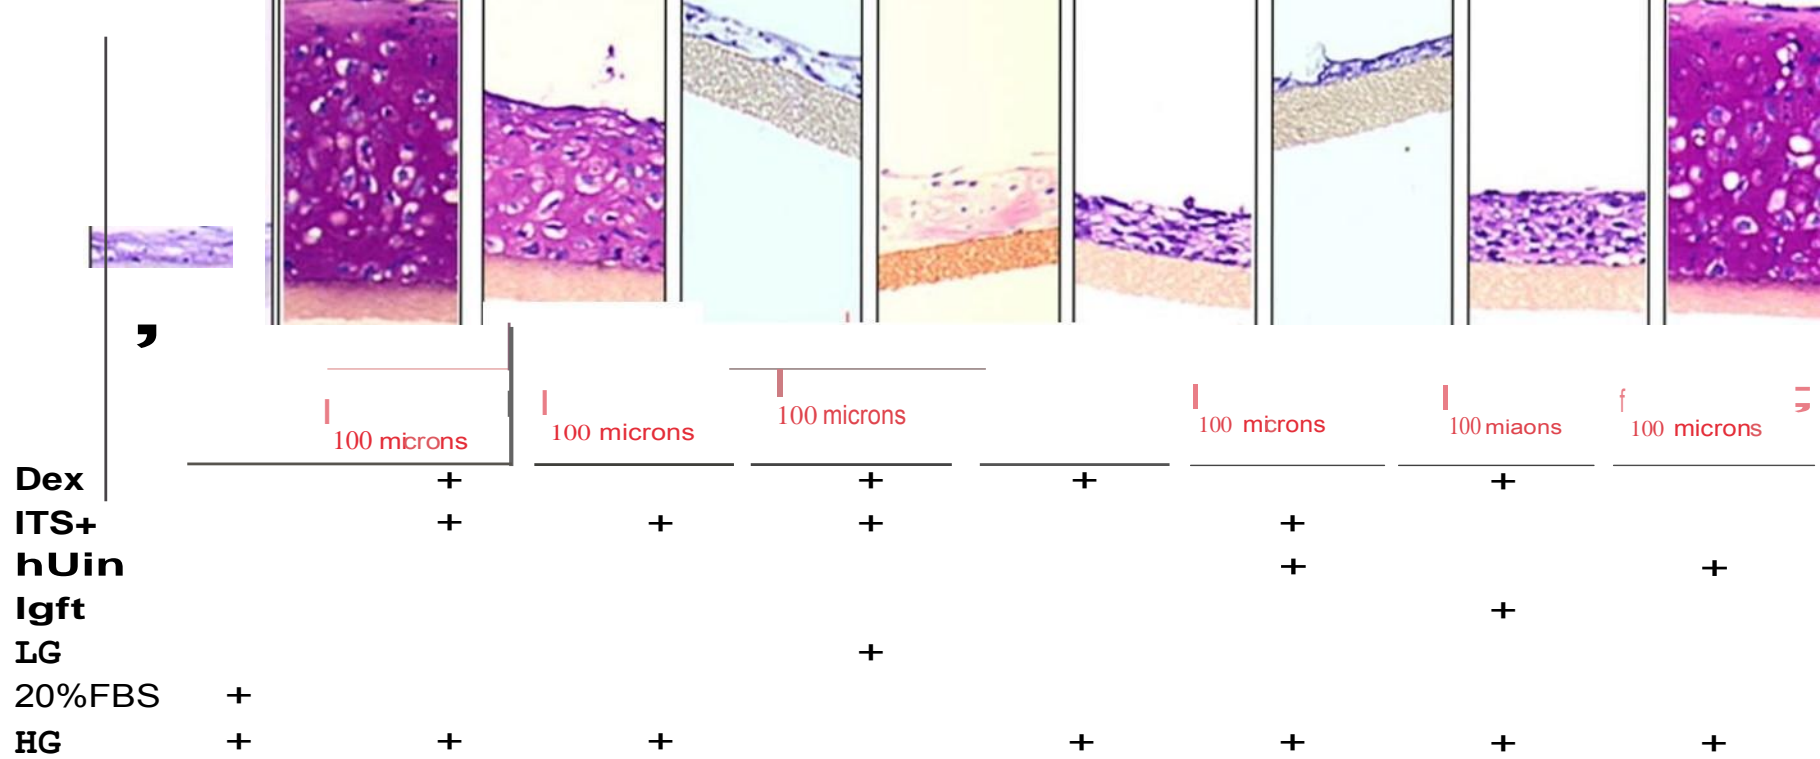 ,
100 microns
100 microns
100 microns
100 microns
100 miaons
100 microns
Dex + + + +
ITS+ + + + +
hUin + +
Igft +
LG +
20%FBS +
HG + + + + + + +